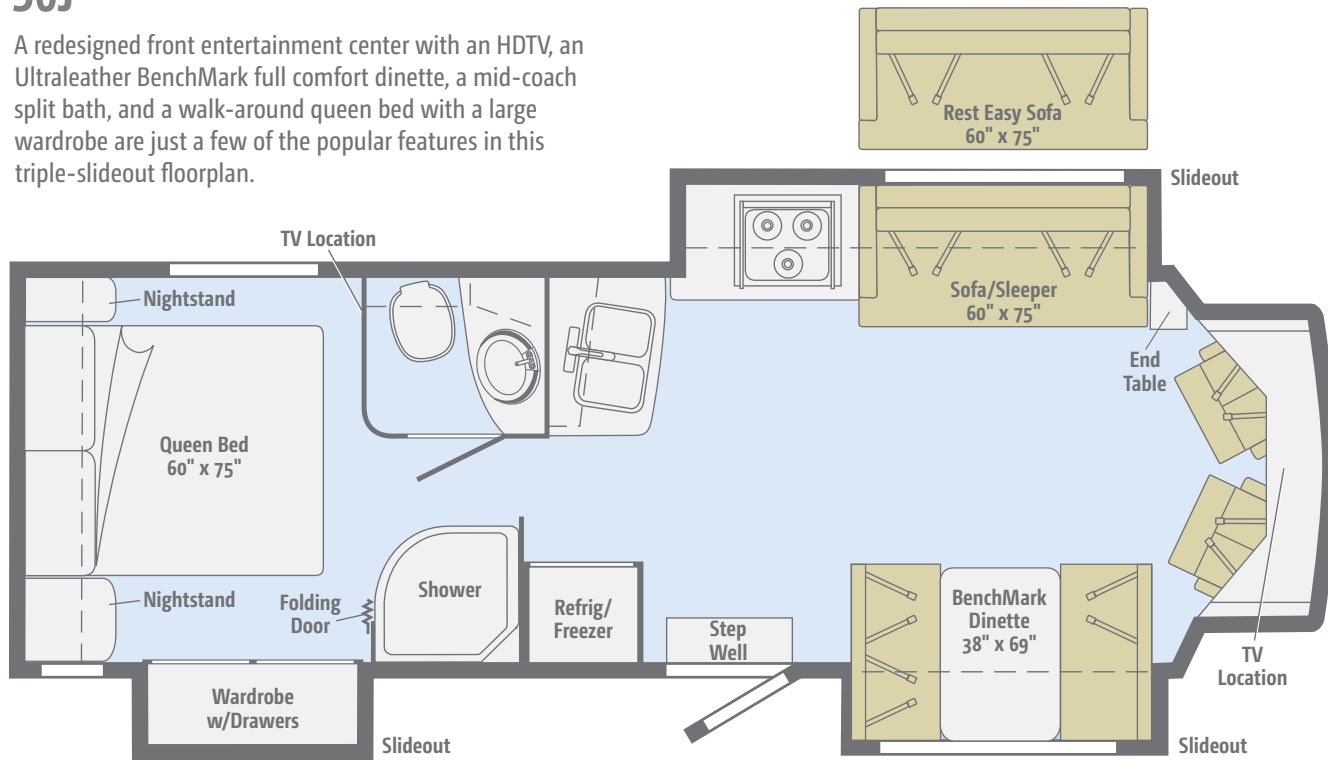 A redesigned front entertainment center with an HDTV, an
Ultraleather BenchMark full comfort dinette, a mid-coach
split bath, and a walk-around queen bed with a large
wardrobe are just a few of the popular features in this
triple-slideout floorplan.
Rest Easy Sofa
60" x 75"
Slideout
TV Location
Nightstand
Sofa/Sleeper
60" x 75"
End
Table
Queen Bed
60" x 75"
Nightstand
Folding
Door
Shower
Refrig/
Freezer
Step
Well
BenchMark
Dinette
38" x 69"
TV
Location
Wardrobe
w/Drawers
Slideout
Slideout